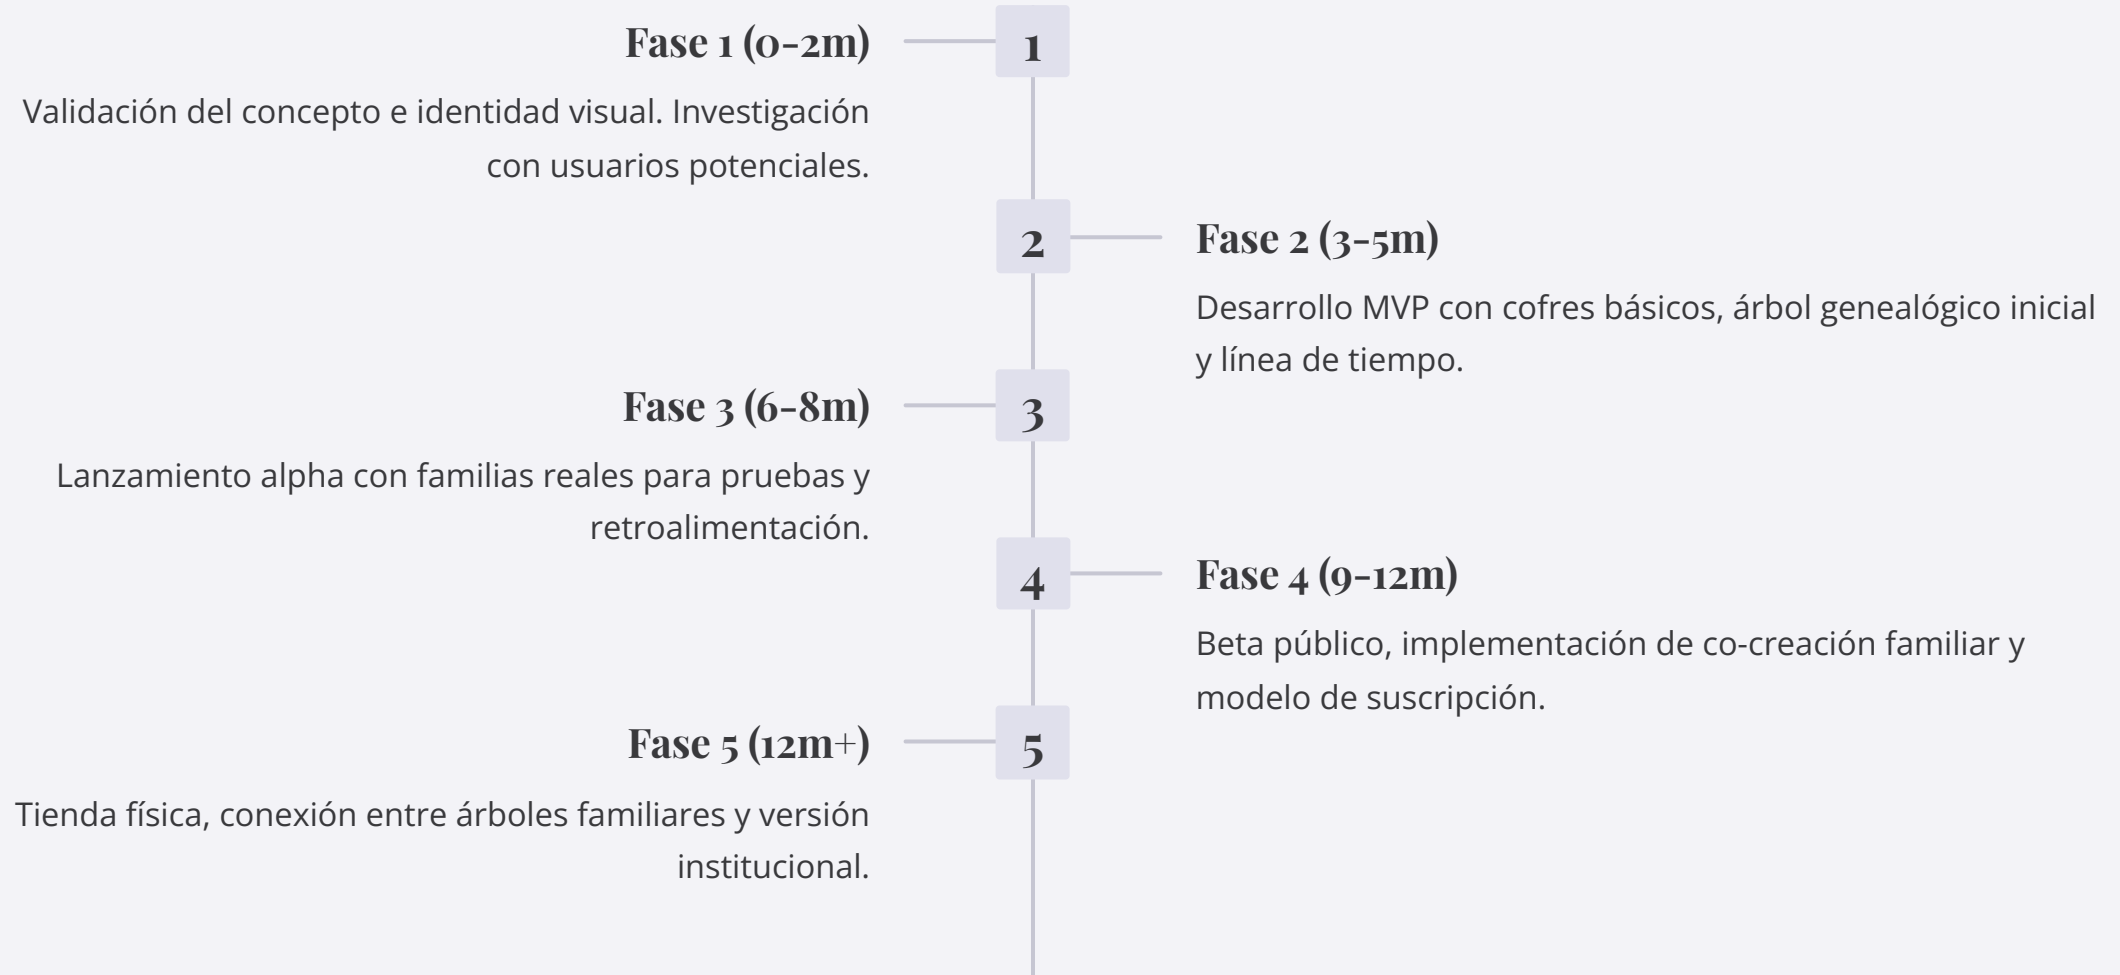 Fase 1 (0-2m)
1
Validación del concepto e identidad visual. Investigación
con usuarios potenciales.
2
Fase 2 (3-5m)
Desarrollo MVP con cofres básicos, árbol genealógico inicial
y línea de tiempo.
Fase 3 (6-8m)
3
Lanzamiento alpha con familias reales para pruebas y
retroalimentación.
4
Fase 4 (9-12m)
Beta público, implementación de co-creación familiar y
modelo de suscripción.
Fase 5 (12m+)
5
Tienda física, conexión entre árboles familiares y versión
institucional.